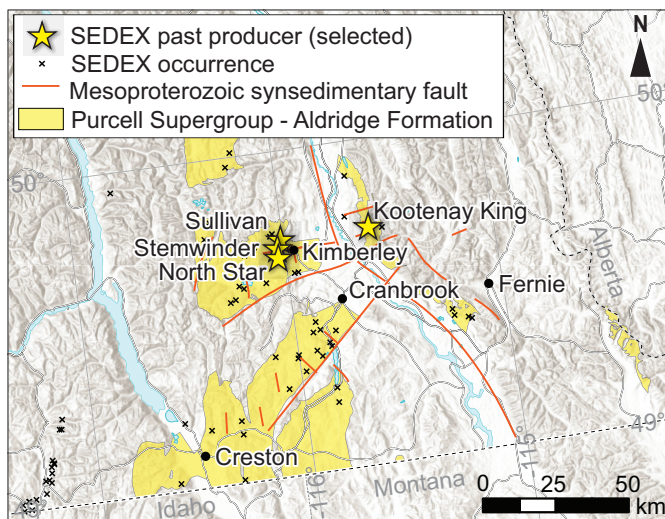 SEDEX past producer (selected)
SEDEX occurrence
Mesoproterozoic synsedimentary fault
Purcell Supergroup - Aldridge Formation
N
50°
50°
Sullivan
Stemwinder
North Star
Kimberley
Kootenay King
Cranbrook
Fernie
Alberta
Creston
49°
49°
115°
116°
Idaho
Montana
0 25 50
km